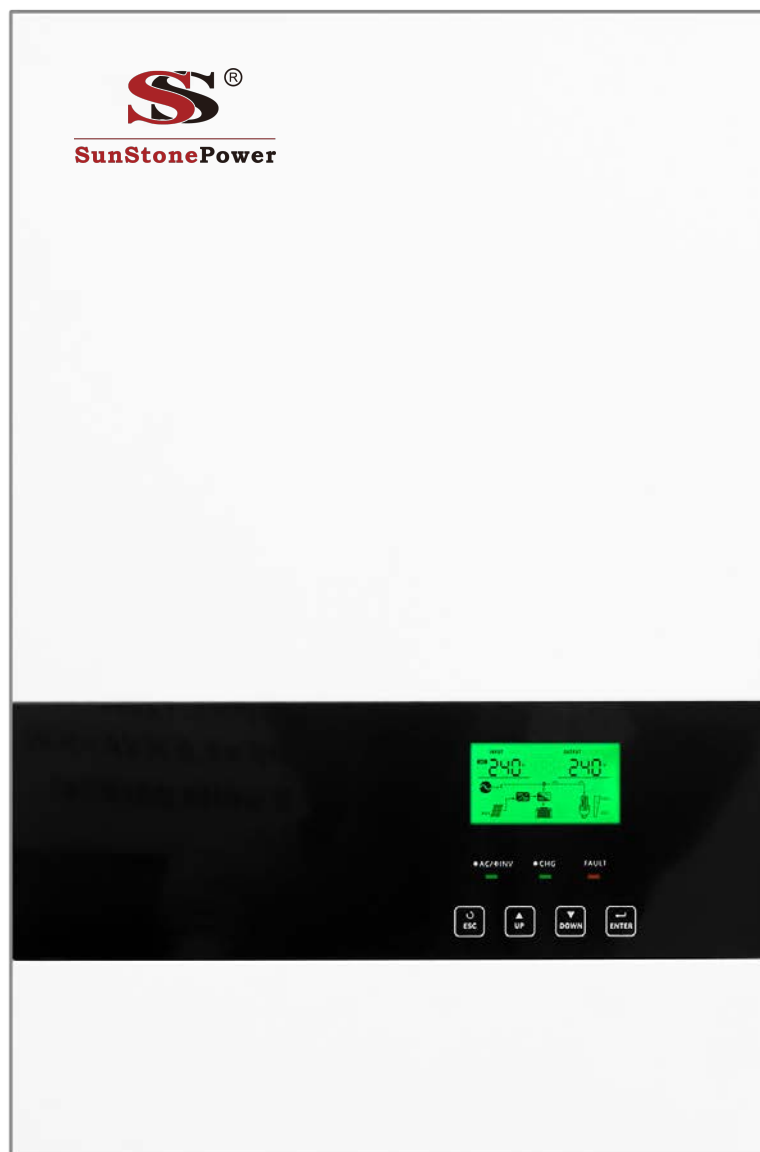 SS®
SunStonePower
INPUT OUTPUT
240 240
AC/INV CHG FAULT
ESC UP DOWN ENTER